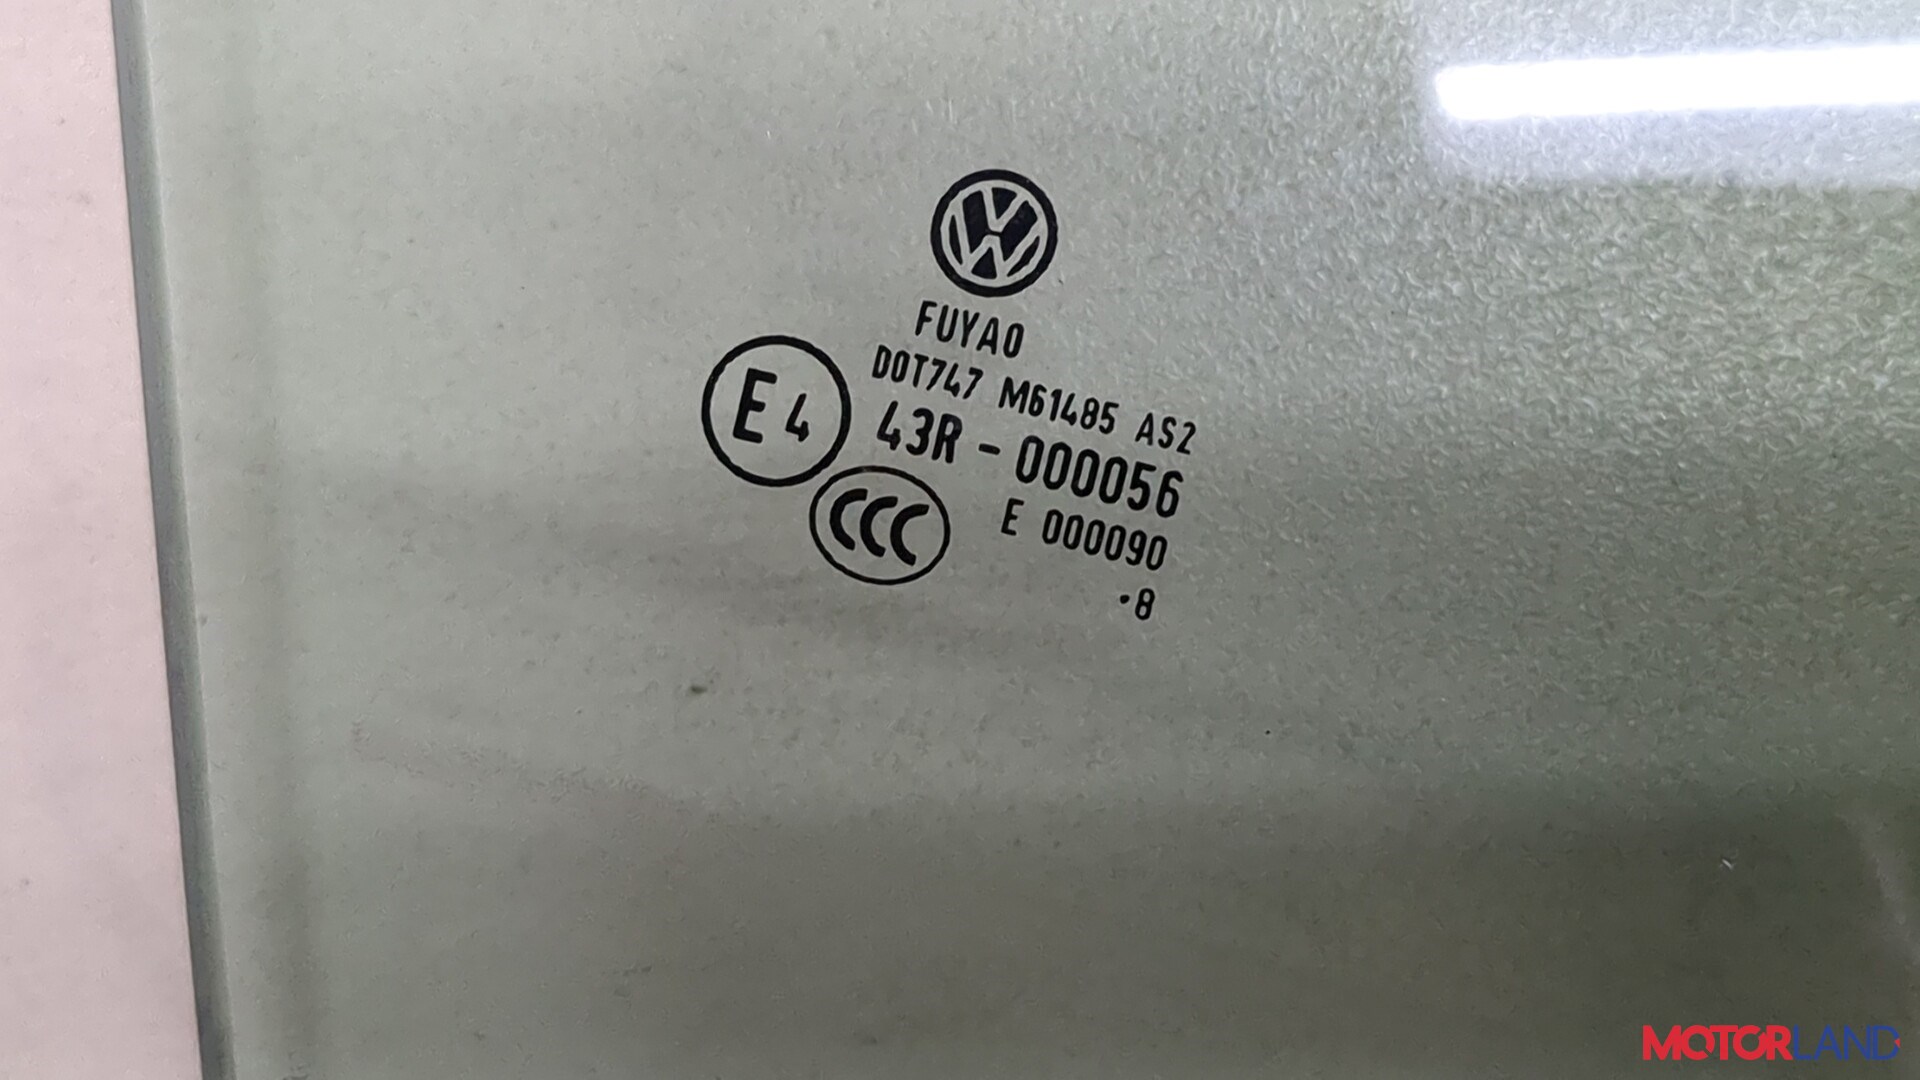 FUYAO
DOT747 M61485 AS2
E4 43R - 000056
CCC E 000090
·8
MOTORLAND